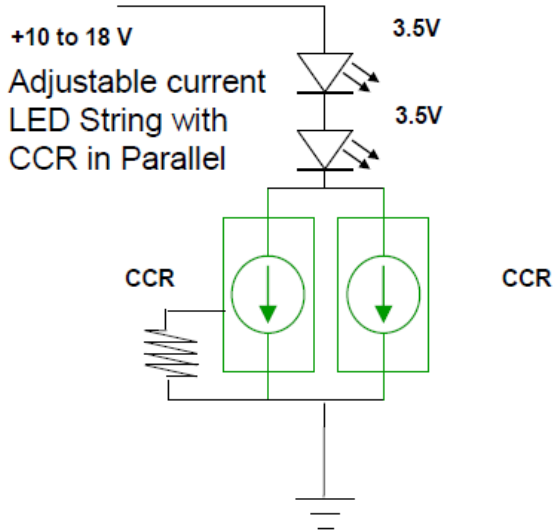 +10 to 18 V
3.5V
Adjustable current
LED String with
3.5V
CCR in Parallel
CCR
CCR